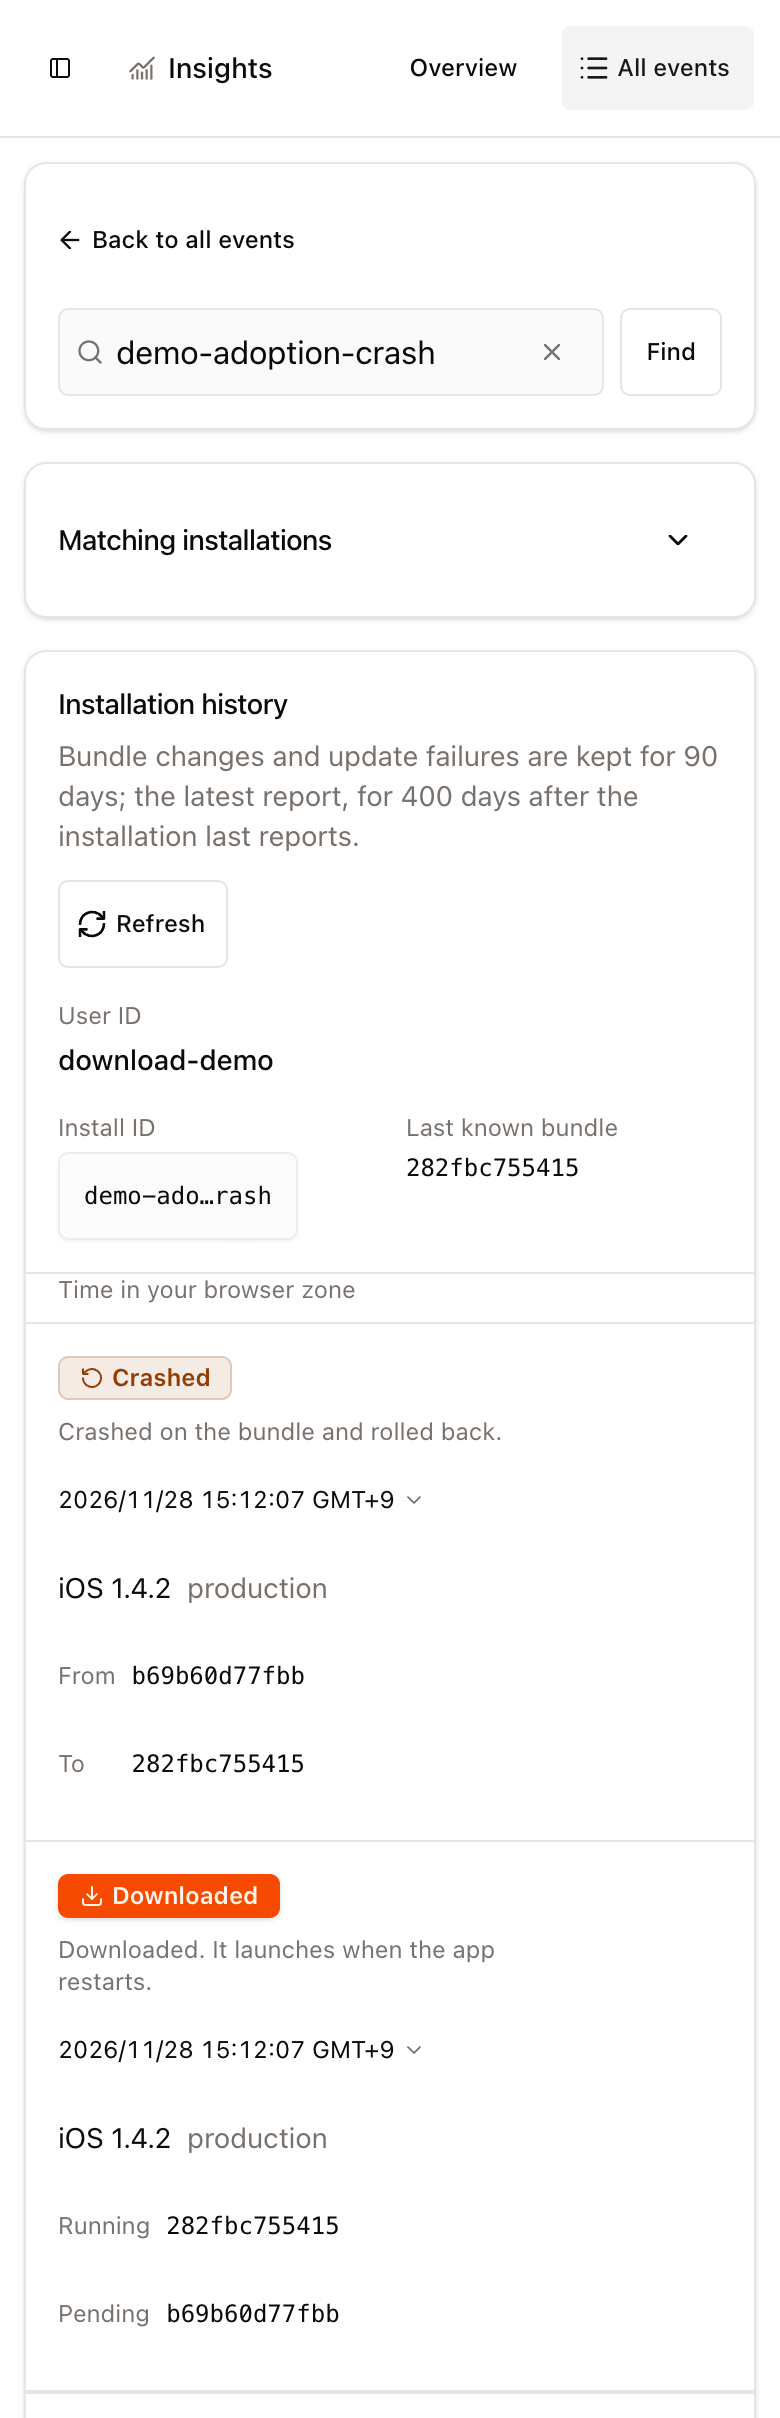 Insights
Overview
All events
Back to all events
demo-adoption-crash
Find
Matching installations
Installation history
Bundle changes and update failures are kept for 90
days; the latest report, for 400 days after the
installation last reports.
Refresh
User ID
download-demo
Install ID
demo-ado…rash
Last known bundle
282fbc755415
Time in your browser zone
Crashed
Crashed on the bundle and rolled back.
2026/11/28 15:12:07 GMT+9
iOS 1.4.2 production
From b69b60d77fbb
To 282fbc755415
Downloaded
Downloaded. It launches when the app
restarts.
2026/11/28 15:12:07 GMT+9
iOS 1.4.2 production
Running 282fbc755415
Pending b69b60d77fbb